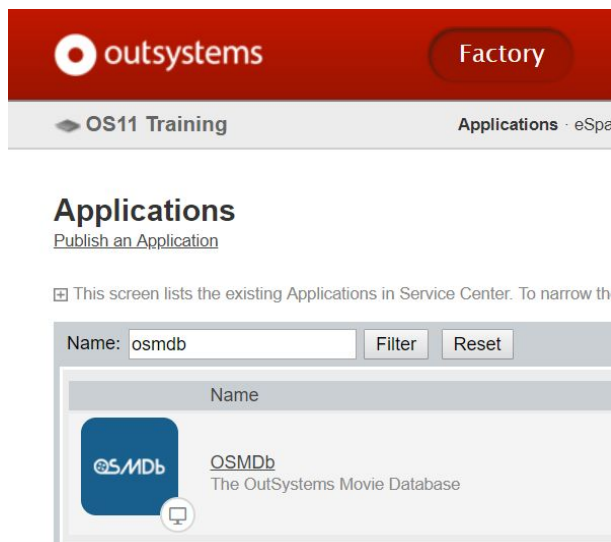 outsystems
Factory
OS11 Training
Applications · eSpa
Applications
Publish an Application
This screen lists the existing Applications in Service Center. To narrow th
Name: osmdb Filter Reset
Name
OSMDb
OSMDb
The OutSystems Movie Database